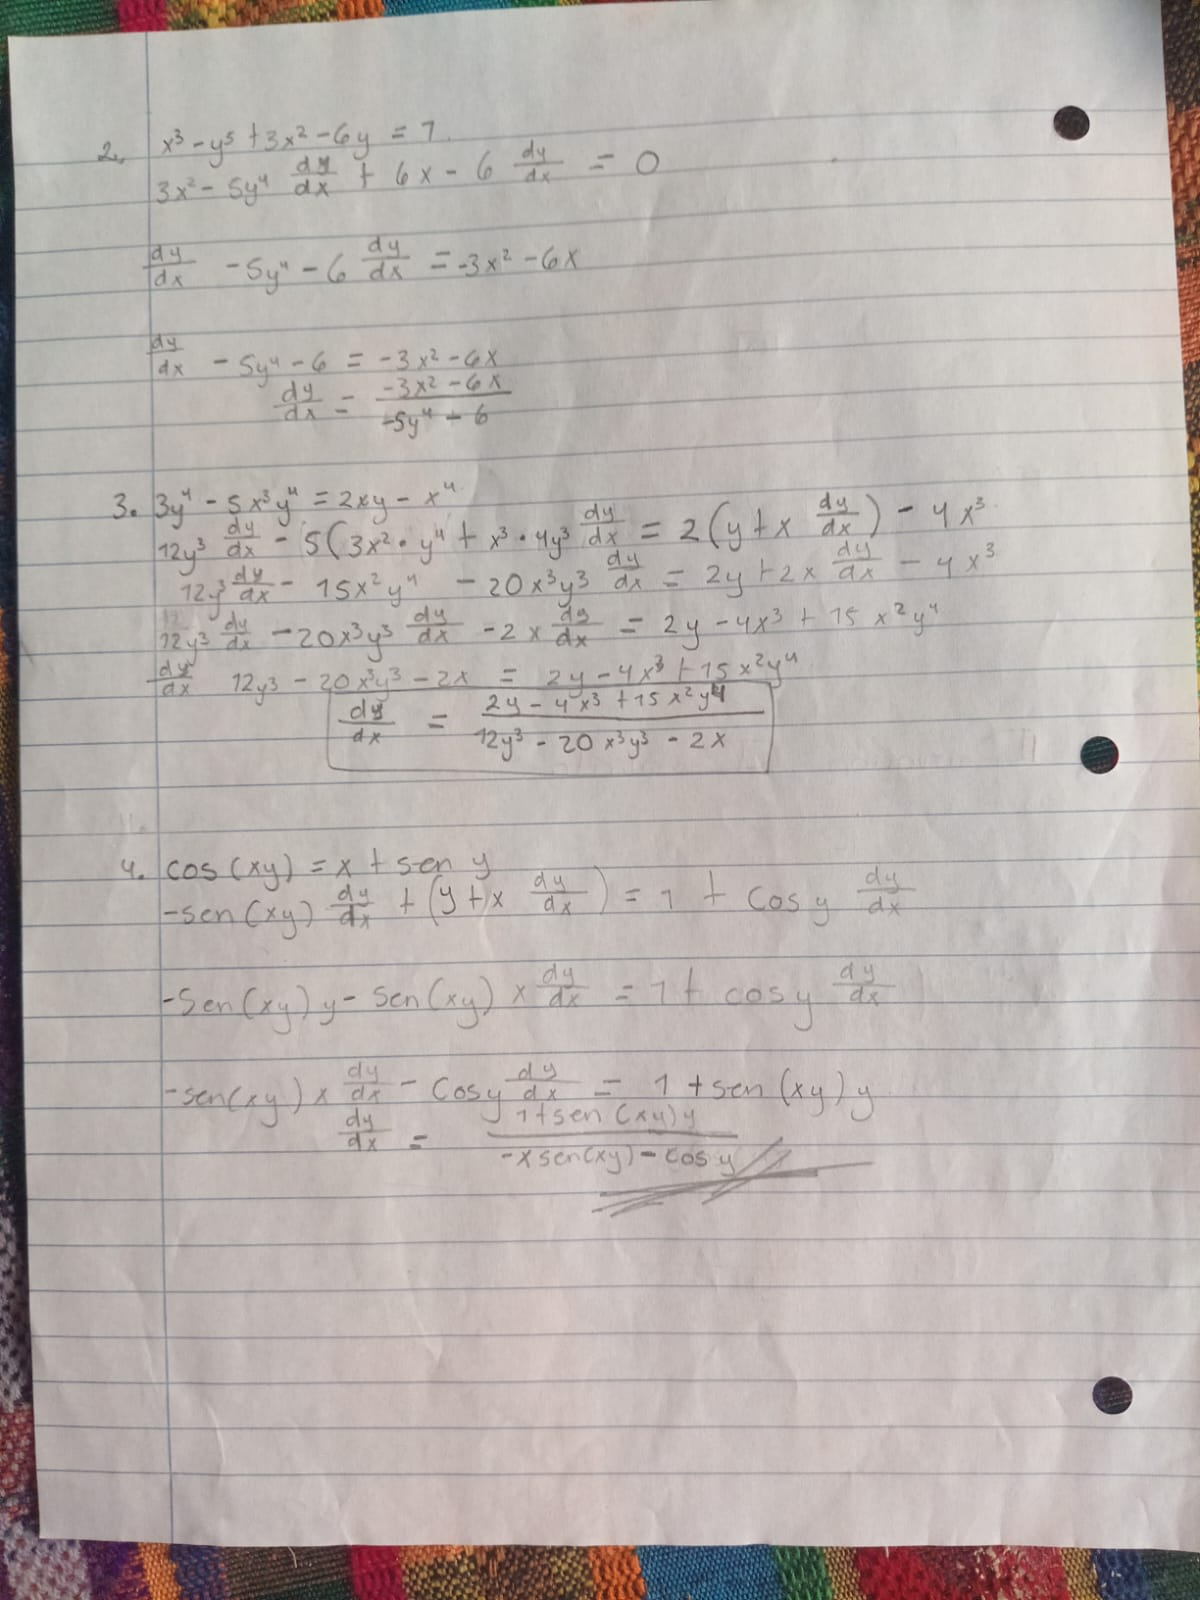 2. x³ - y⁵ + 3x² - 6y = 1
3x² - 5y⁴ dy/dx + 6x - 6 dy/dx = 0
dy/dx - 5y⁴ - 6 dy/dx = -3x² - 6x
dy/dx - 5y⁴ - 6 = -3x² - 6x
dy/dx = -3x² - 6x / -5y⁴ - 6
3. 3y⁴ - 5x³y⁴ = 2xy - x⁴
12y³ dy/dx - 5(3x² · y⁴ + x³ · 4y³ dy/dx = 2(y + x dy/dx) - 4x³
12y³ dy/dx - 15x²y⁴ - 20x³y³ dy/dx = 2y + 2x dy/dx - 4x³
12y³ dy/dx - 20x³y³ dy/dx - 2x dy/dx = 2y - 4x³ + 15x²y⁴
dy/dx 12y³ - 20x³y³ - 2x = 2y - 4x³ + 15x²y⁴
dy/dx = 2y - 4x³ + 15x²y⁴ / 12y³ - 20x³y³ - 2x
4. cos(xy) = x + sen y
-sen(xy) dy/dx + (y + x dy/dx) = 1 + cos y dy/dx
-sen(xy) y - sen(xy) x dy/dx = 1 + cos y dy/dx
-sen(xy) x dy/dx - cos y dy/dx = 1 + sen(xy) y
dy/dx = 1 + sen(xy) y / -x sen(xy) - cos y